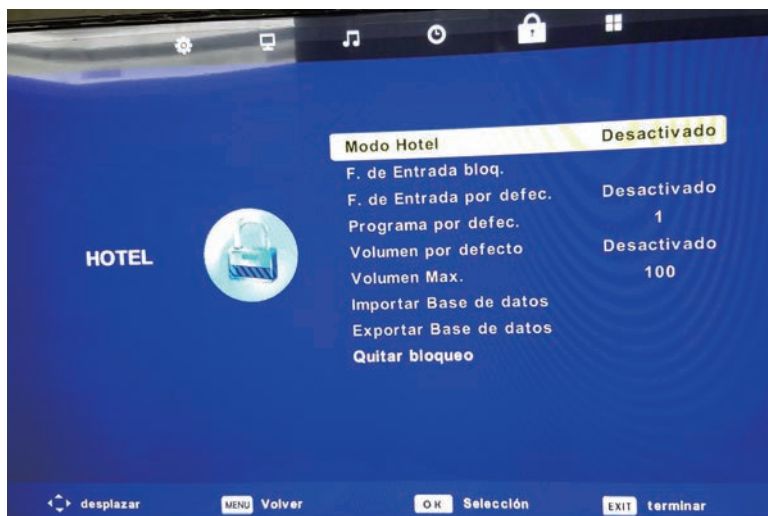 Modo Hotel Desactivado
F. de Entrada bloq.
F. de Entrada por defec. Desactivado
Programa por defec. 1
Volumen por defecto Desactivado
Volumen Max. 100
Importar Base de datos
Exportar Base de datos
Quitar bloqueo
HOTEL
desplazar MENU Volver OK Selección EXIT terminar